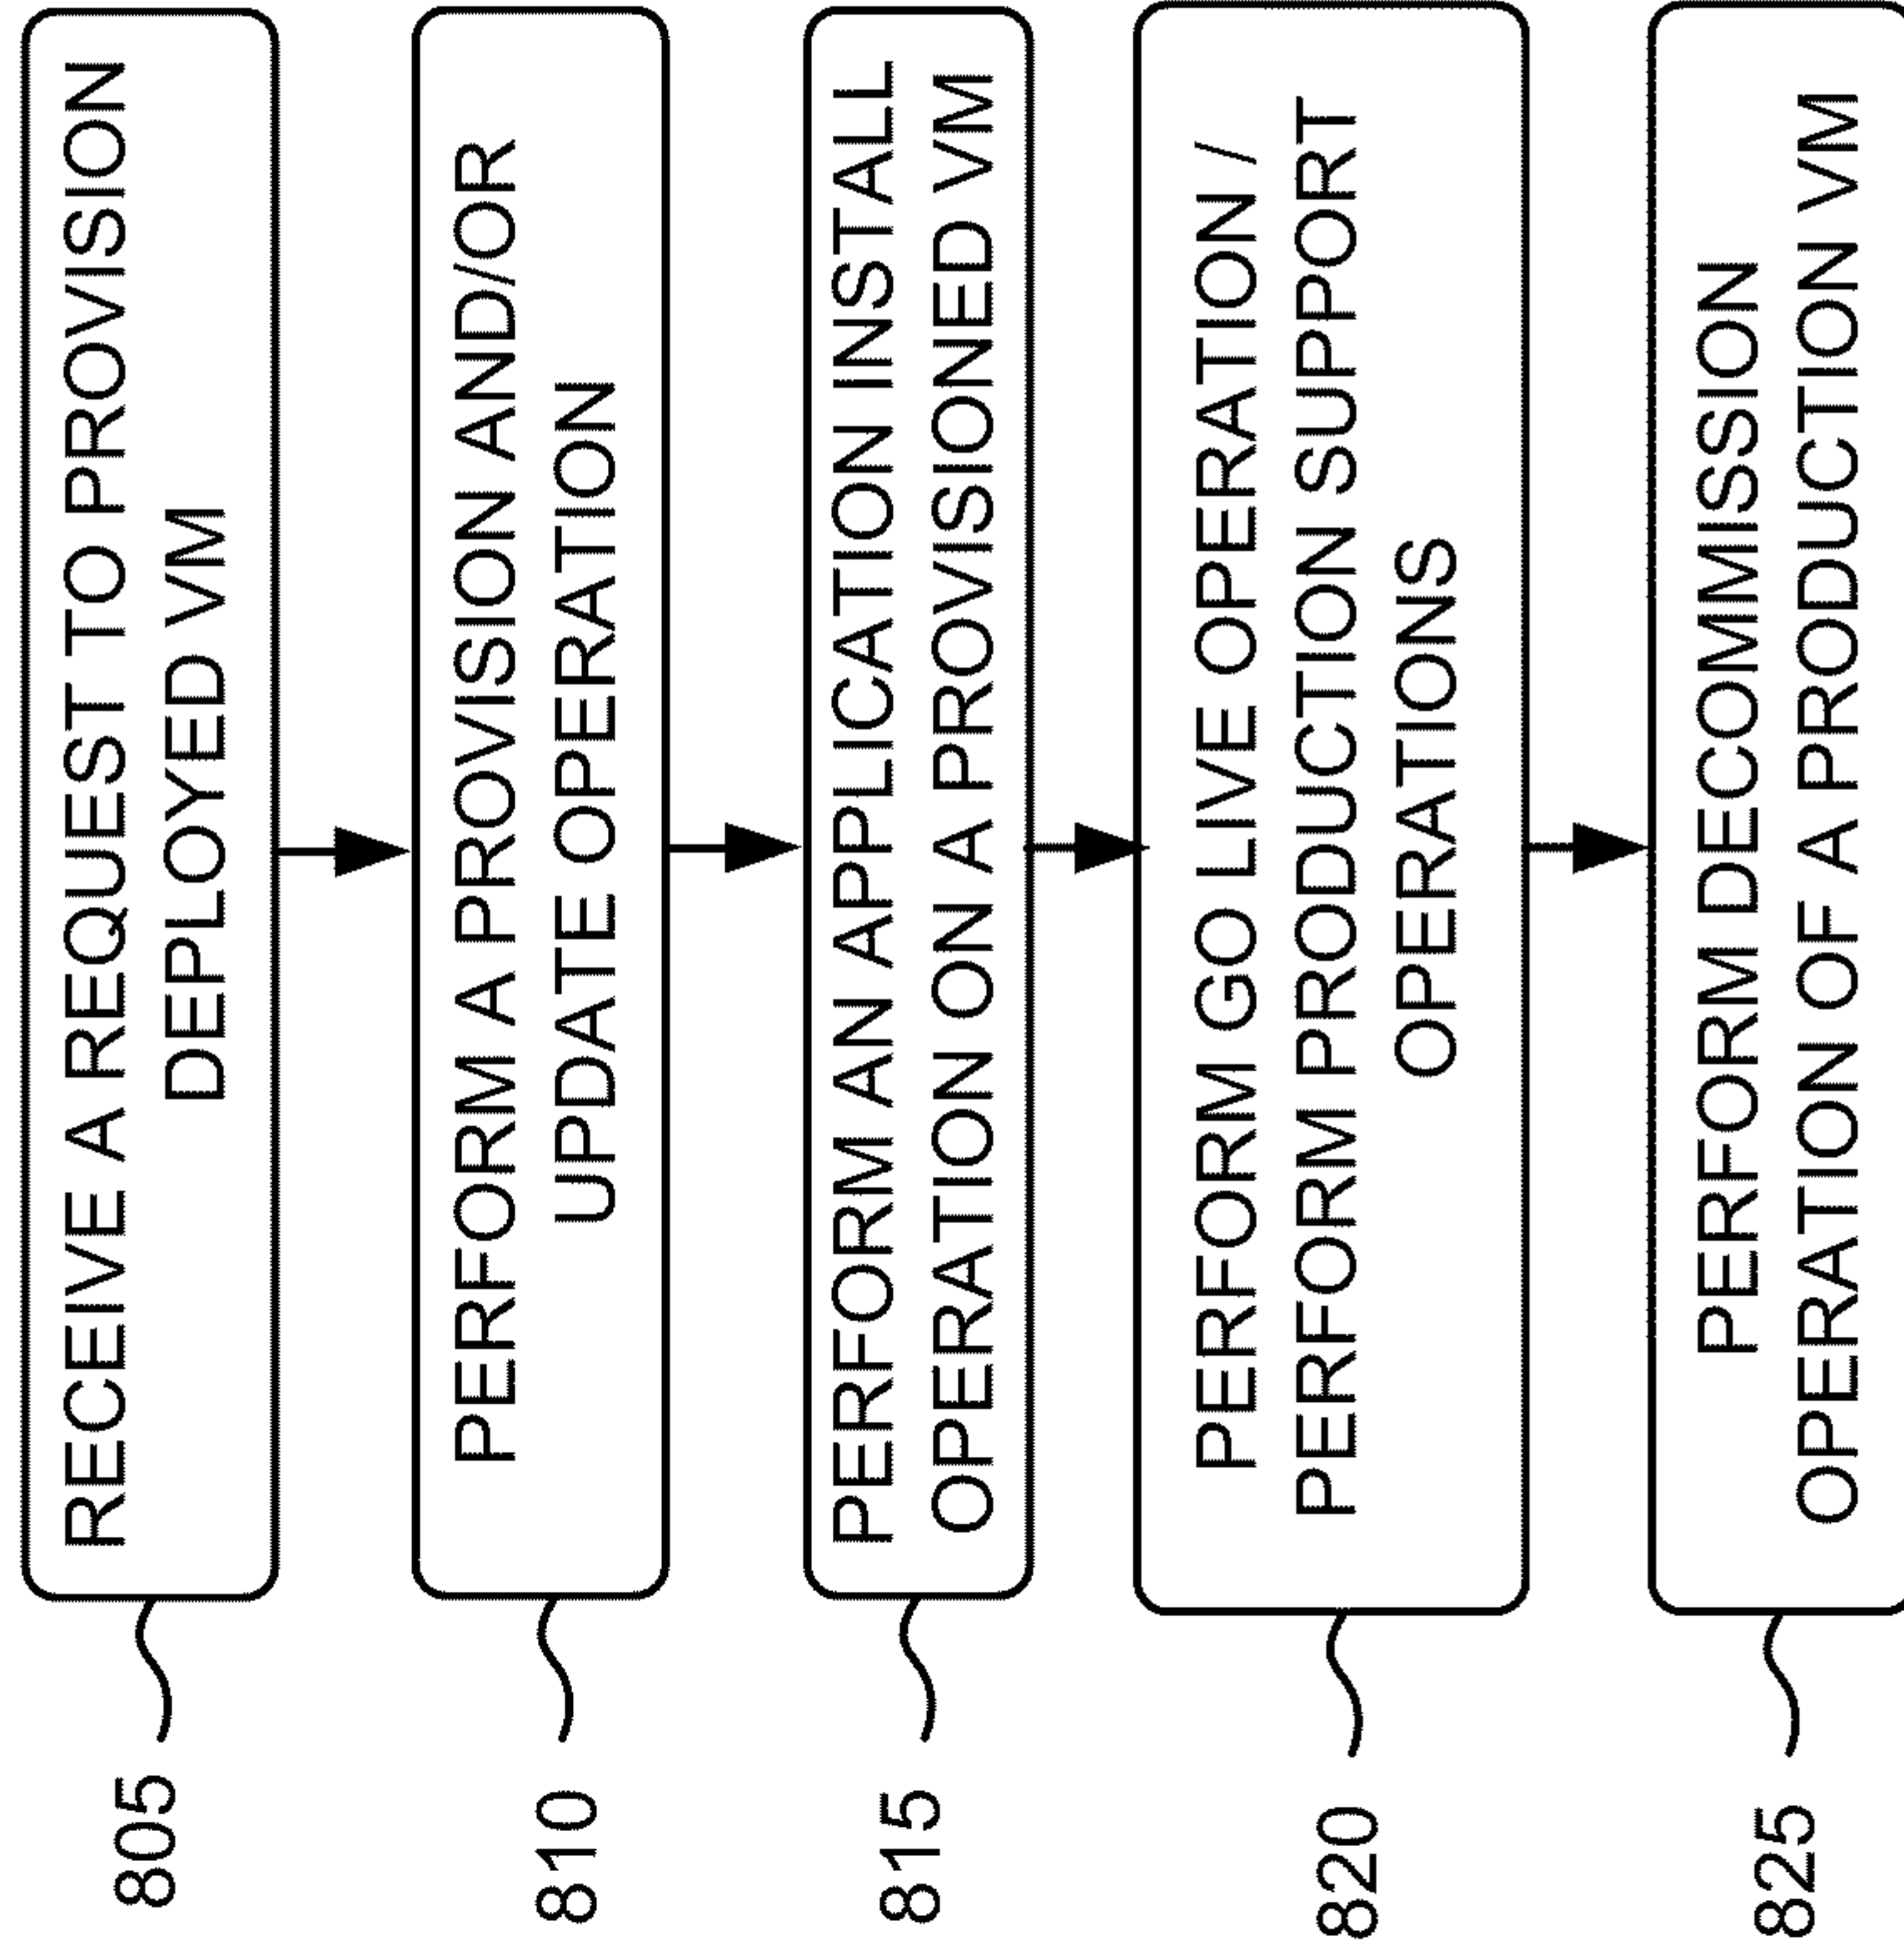 805
RECEIVE A REQUEST TO PROVISION
DEPLOYED VM
810
PERFORM A PROVISION AND/OR
UPDATE OPERATION
815
PERFORM AN APPLICATION INSTALL
OPERATION ON A PROVISIONED VM
820
PERFORM GO LIVE OPERATION /
PERFORM PRODUCTION SUPPORT
OPERATIONS
825
PERFORM DECOMMISSION
OPERATION OF A PRODUCTION VM